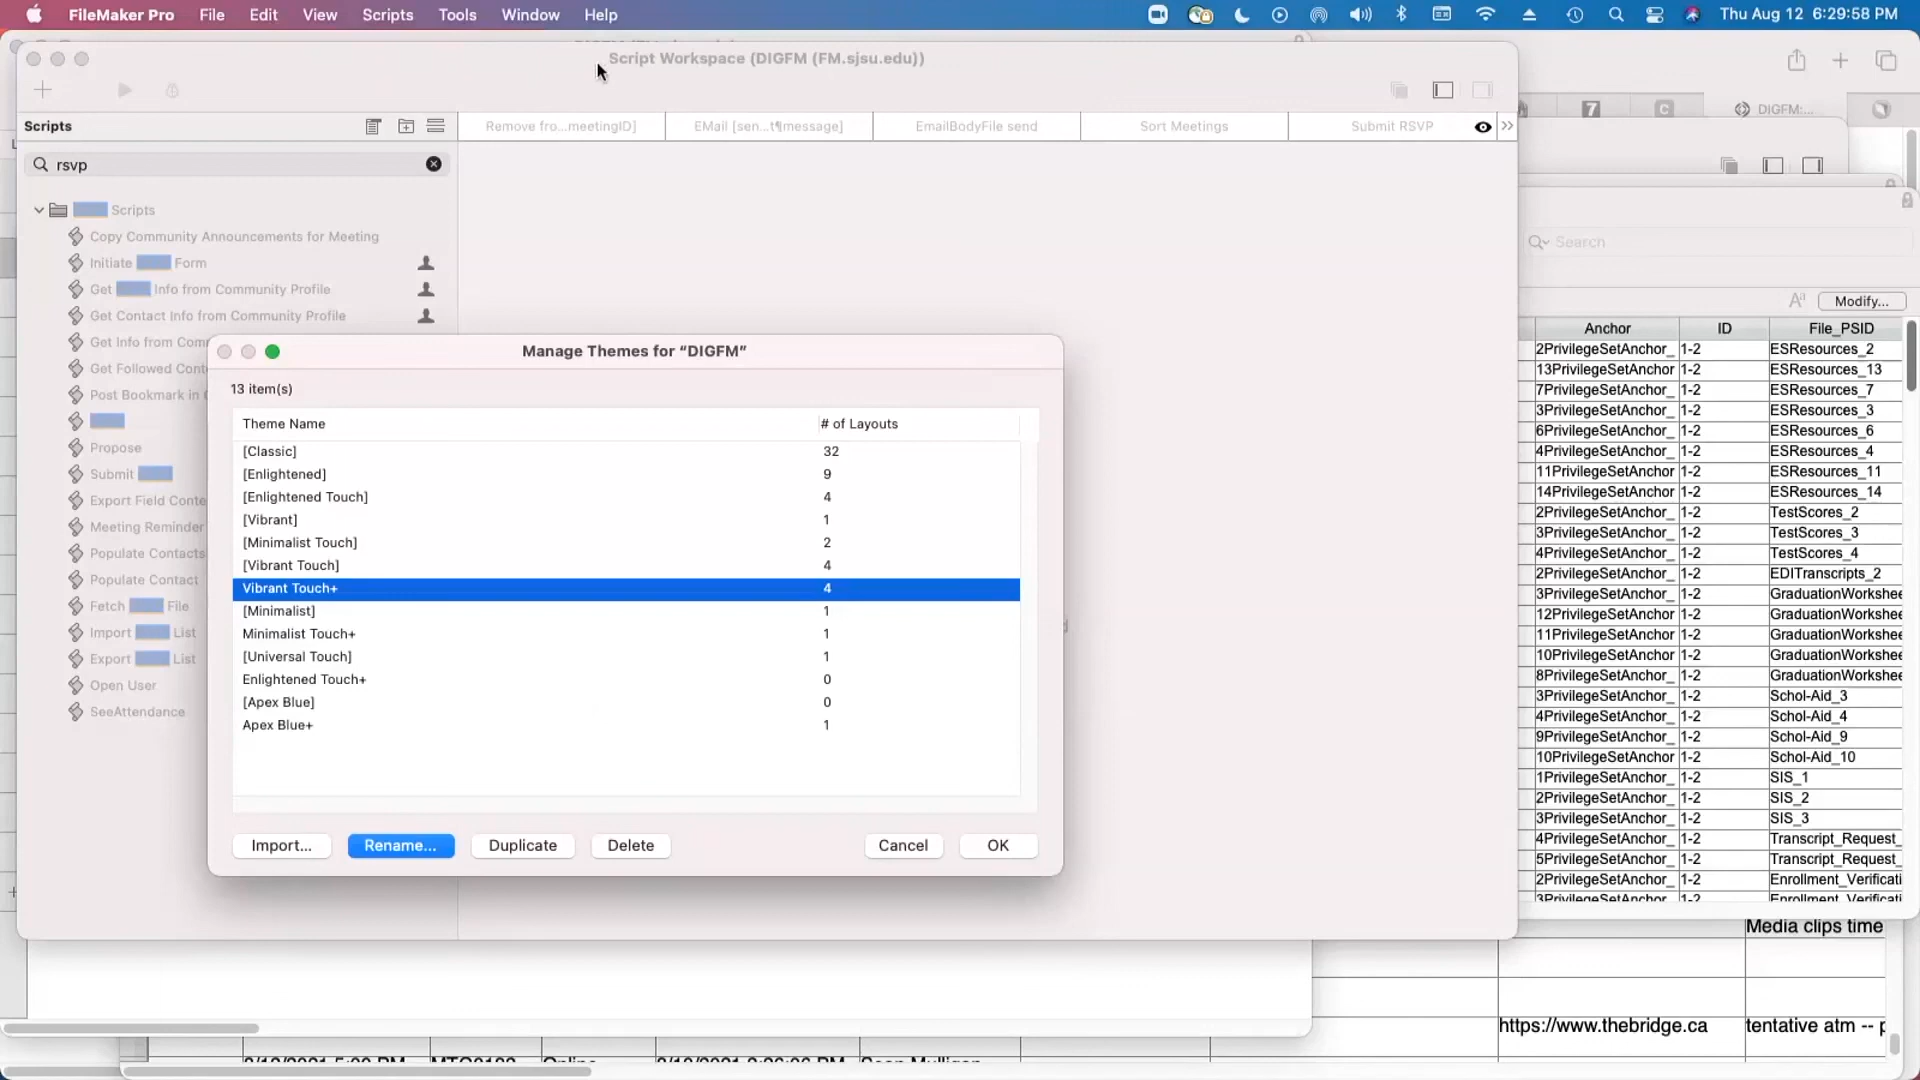 FileMaker Pro File Edit View Scripts Tools Window Help
Thu Aug 12 6:29:58 PM
Script Workspace (DIGFM (FM.sjsu.edu))
Scripts
Remove fro...meetingID]
EMail [sen...t¶message]
EmailBodyFile send
Sort Meetings
Submit RSVP
7
C
DIGFM:...
rsvp
Scripts
Copy Community Announcements for Meeting
Initiate Form
Get Info from Community Profile
Get Contact Info from Community Profile
Get Info from Com
Get Followed Conte
Post Bookmark in
Propose
Submit
Export Field Conte
Meeting Reminder
Populate Contacts
Populate Contact
Fetch File
Import List
Export List
Open User
SeeAttendance
Manage Themes for “DIGFM”
13 item(s)
Theme Name # of Layouts
[Classic] 32
[Enlightened] 9
[Enlightened Touch] 4
[Vibrant] 1
[Minimalist Touch] 2
[Vibrant Touch] 4
Vibrant Touch+ 4
[Minimalist] 1
Minimalist Touch+ 1
[Universal Touch] 1
Enlightened Touch+ 0
[Apex Blue] 0
Apex Blue+ 1
Import... Rename... Duplicate Delete Cancel OK
Search
Modify...
Anchor ID File_PSID
2PrivilegeSetAnchor_ 1-2 ESResources_2
13PrivilegeSetAnchor 1-2 ESResources_13
7PrivilegeSetAnchor_ 1-2 ESResources_7
3PrivilegeSetAnchor_ 1-2 ESResources_3
6PrivilegeSetAnchor_ 1-2 ESResources_6
4PrivilegeSetAnchor_ 1-2 ESResources_4
11PrivilegeSetAnchor 1-2 ESResources_11
14PrivilegeSetAnchor 1-2 ESResources_14
2PrivilegeSetAnchor_ 1-2 TestScores_2
3PrivilegeSetAnchor_ 1-2 TestScores_3
4PrivilegeSetAnchor_ 1-2 TestScores_4
2PrivilegeSetAnchor_ 1-2 EDITranscripts_2
3PrivilegeSetAnchor_ 1-2 GraduationWorkshee
12PrivilegeSetAnchor 1-2 GraduationWorkshee
11PrivilegeSetAnchor 1-2 GraduationWorkshee
10PrivilegeSetAnchor 1-2 GraduationWorkshee
8PrivilegeSetAnchor_ 1-2 GraduationWorkshee
3PrivilegeSetAnchor_ 1-2 Schol-Aid_3
4PrivilegeSetAnchor_ 1-2 Schol-Aid_4
9PrivilegeSetAnchor_ 1-2 Schol-Aid_9
10PrivilegeSetAnchor 1-2 Schol-Aid_10
1PrivilegeSetAnchor_ 1-2 SIS_1
2PrivilegeSetAnchor_ 1-2 SIS_2
3PrivilegeSetAnchor_ 1-2 SIS_3
4PrivilegeSetAnchor_ 1-2 Transcript_Request_
5PrivilegeSetAnchor_ 1-2 Transcript_Request_
2PrivilegeSetAnchor_ 1-2 Enrollment_Verificati
3PrivilegeSetAnchor_ 1-2 Enrollment_Verificati
Media clips time
https://www.thebridge.ca
tentative atm --